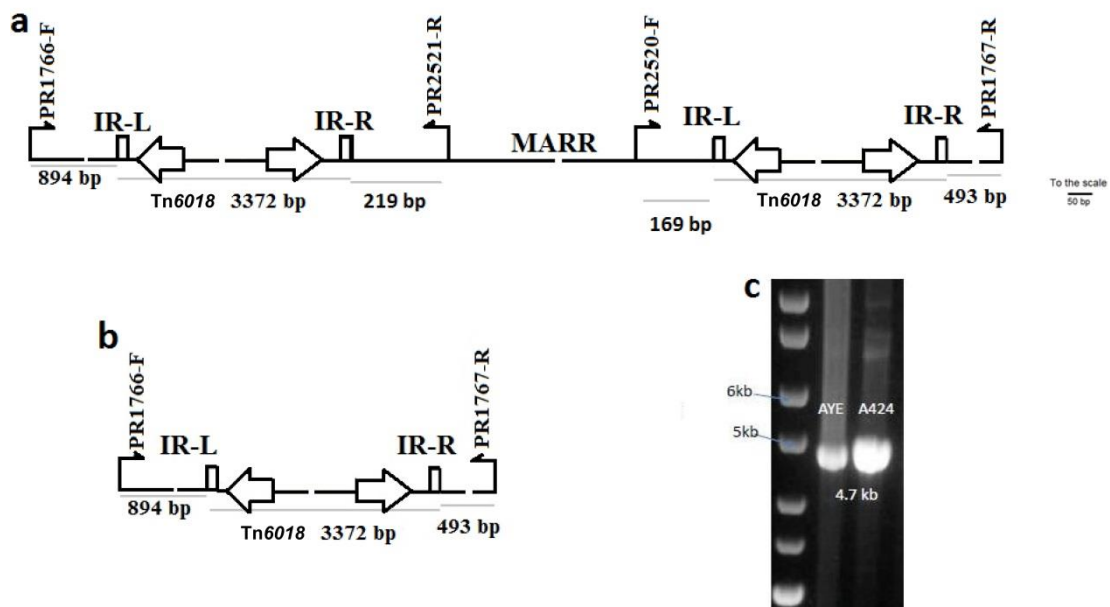 a
PR1766-F
PR2521-R
PR2520-F
PR1767-R
IR-L
IR-R
MARR
IR-L
IR-R
894 bp
Tn6018 3372 bp
219 bp
169 bp
Tn6018 3372 bp
493 bp
To the scale
50 bp
b
PR1766-F
PR1767-R
IR-L
IR-R
894 bp
Tn6018 3372 bp
493 bp
c
6kb
AYE A424
5kb
4.7 kb